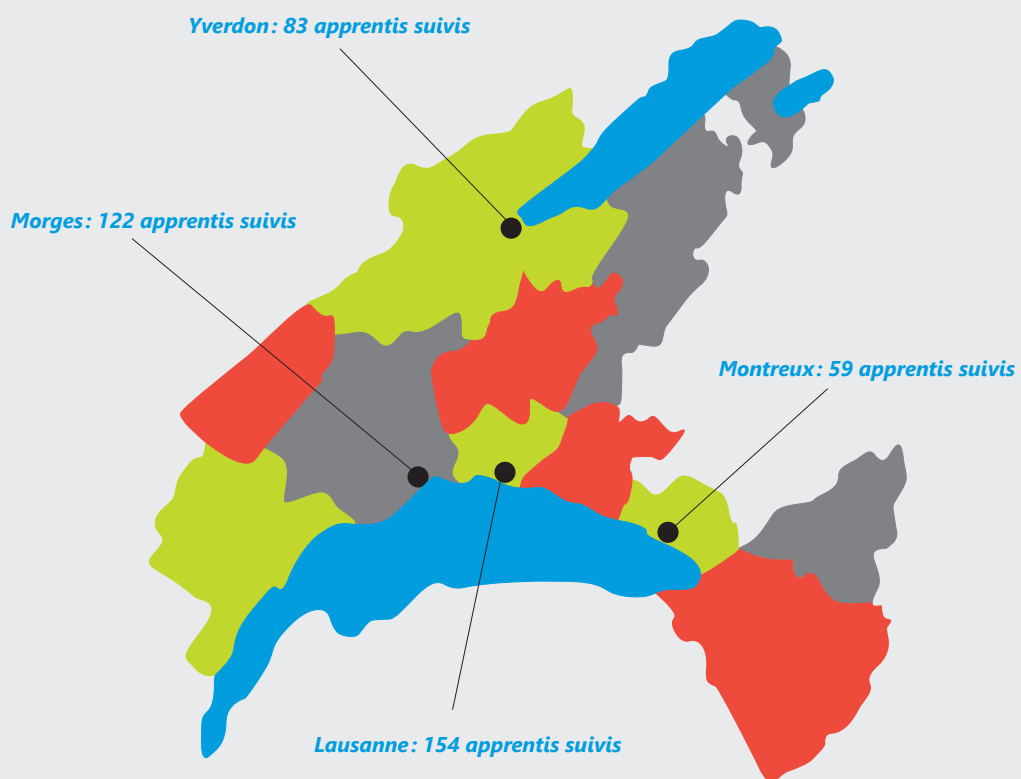 Yverdon: 83 apprentis suivis
Morges: 122 apprentis suivis
Montreux: 59 apprentis suivis
Lausanne: 154 apprentis suivis